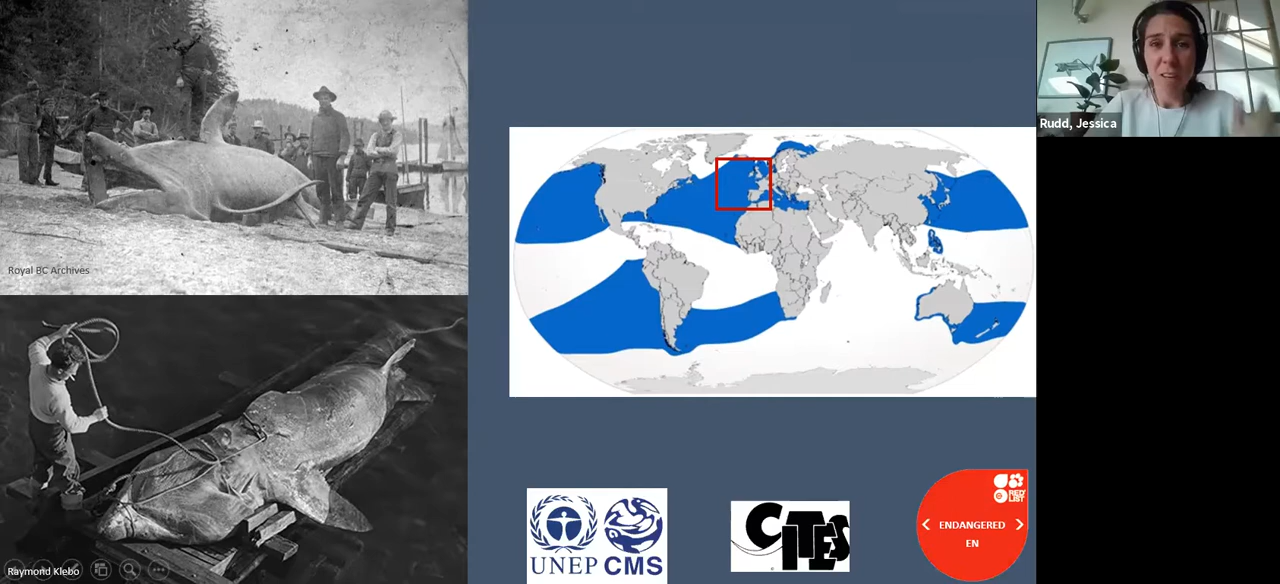 Royal BC Archives
Raymond Klebo
UNEP CMS
CITES
RED
LIST
< ENDANGERED >
EN
Rudd, Jessica